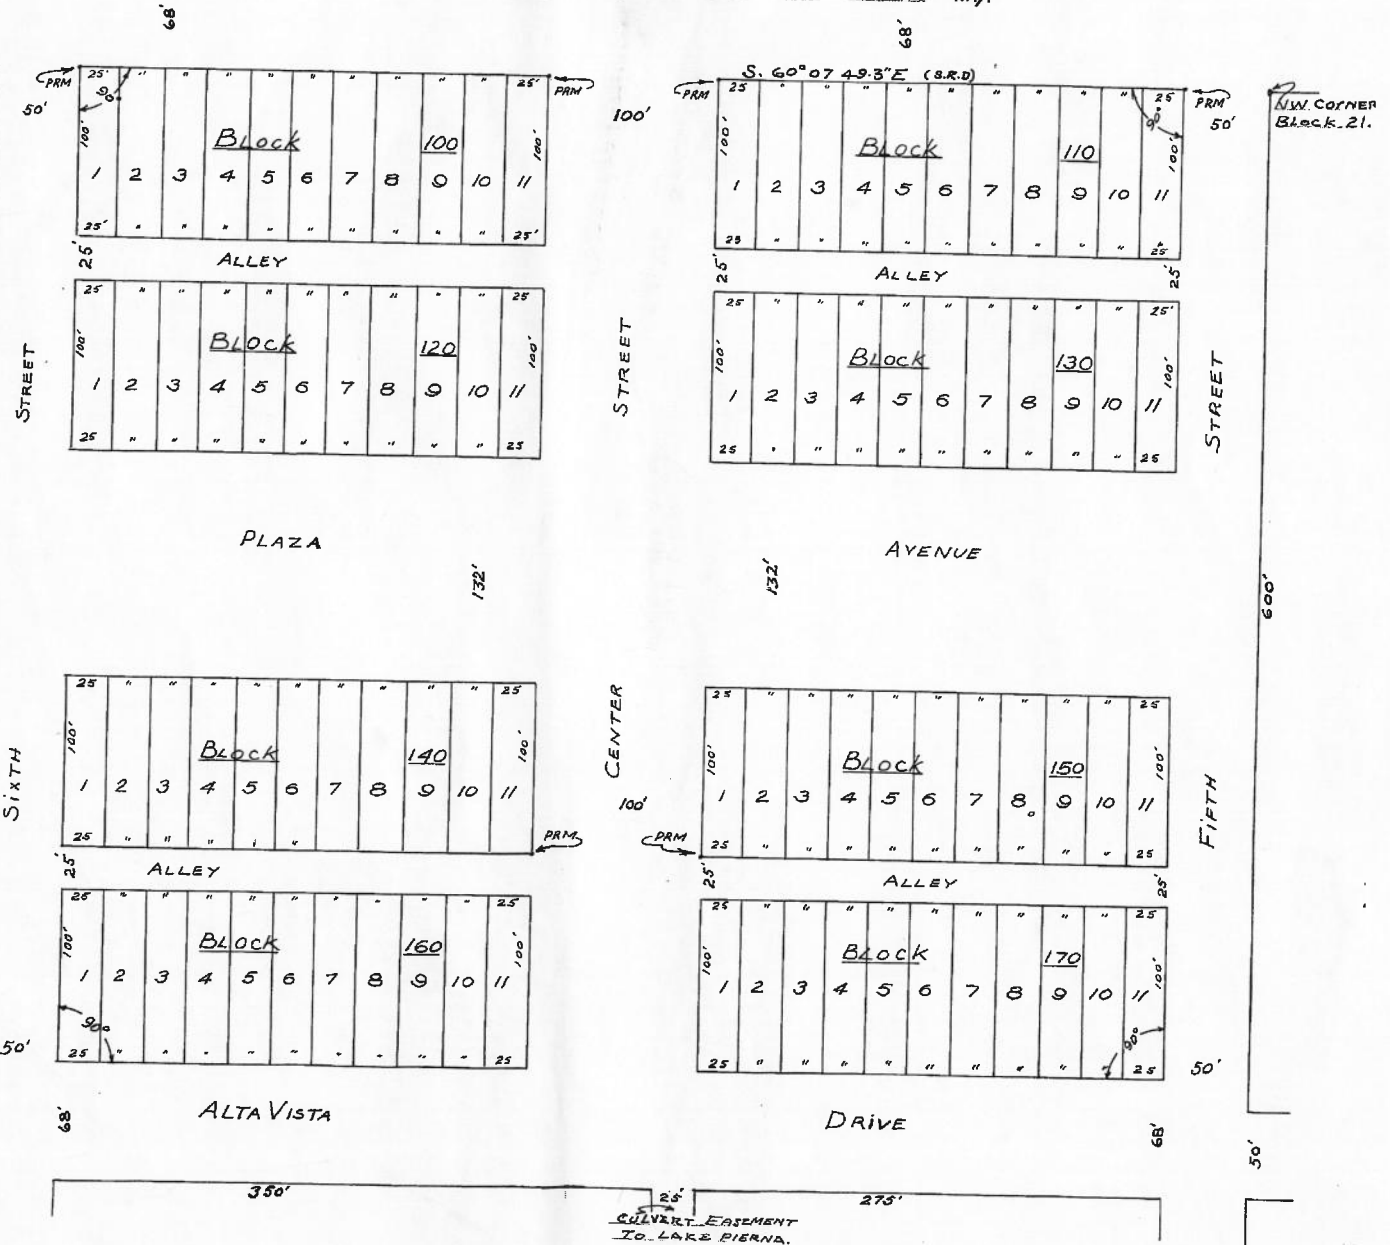 68' 68'
S. 60° 07 49.3"E (S.R.D)
PRM 25' " " " " " " " " " 25' PRM
PRM 25 " " " " " " " " " 25 PRM
N.W. CORNER
Block 21.
50' 90° 100' 50'
100' Block 100 100'
100' Block 110 90° 100'
1 2 3 4 5 6 7 8 9 10 11
1 2 3 4 5 6 7 8 9 10 11
25' " " " " " " " " " 25'
25 " " " " " " " " " 25'
25' ALLEY
25' ALLEY 25'
25 " " " " " " " " " 25
25 " " " " " " " " " 25'
100' Block 120 100'
100' Block 130 100'
1 2 3 4 5 6 7 8 9 10 11
1 2 3 4 5 6 7 8 9 10 11
STREET STREET STREET
25 " " " " " " " " " 25
25 " " " " " " " " " 25
PLAZA AVENUE
132' 132'
600'
25 " " " " " " " " " 25
25 " " " " " " " " " 25
100' Block 140 100'
100' Block 150 100'
1 2 3 4 5 6 7 8 9 10 11
1 2 3 4 5 6 7 8 9 10 11
SIXTH CENTER FIFTH
100'
25 " " " " "
25 " " " " " " " " " 25
PRM PRM
25' ALLEY
25' ALLEY 25'
25 " " " " " " " " " 25
25 " " " " " " " " " 25
100' Block 160 100'
100' Block 170 100'
1 2 3 4 5 6 7 8 9 10 11
1 2 3 4 5 6 7 8 9 10 11
90° 90°
50' 50'
25 " " " " " " " " " 25
25 " " " " " " " " " 25
ALTA VISTA DRIVE
68' 68' 50'
350' 25' 275'
CULVERT EASEMENT
TO LAKE PIERNA.